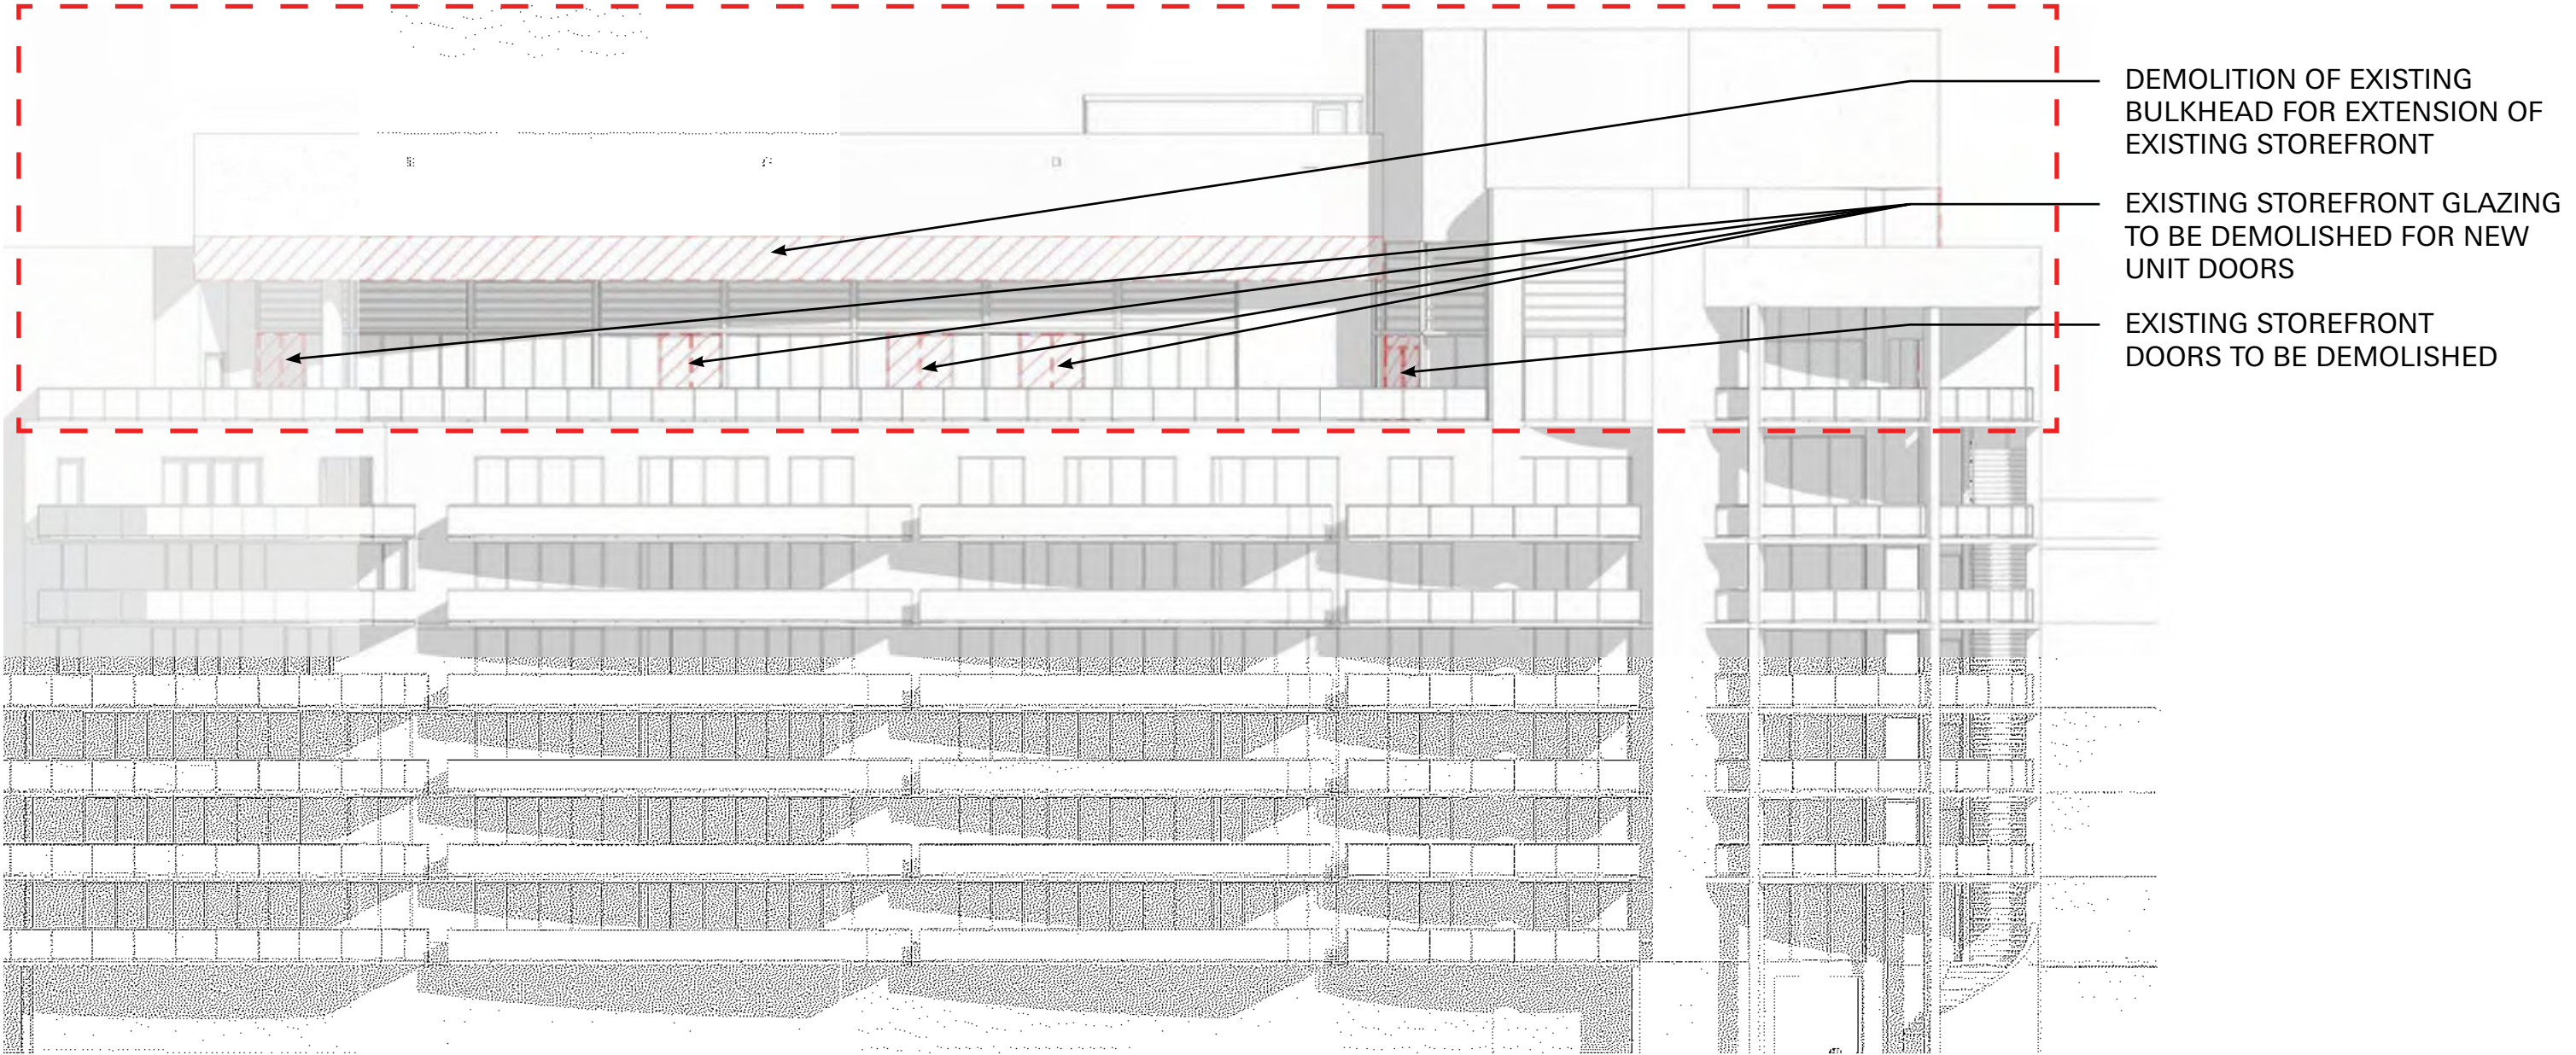 DEMOLITION OF EXISTING
BULKHEAD FOR EXTENSION OF
EXISTING STOREFRONT
EXISTING STOREFRONT GLAZING
TO BE DEMOLISHED FOR NEW
UNIT DOORS
EXISTING STOREFRONT
DOORS TO BE DEMOLISHED